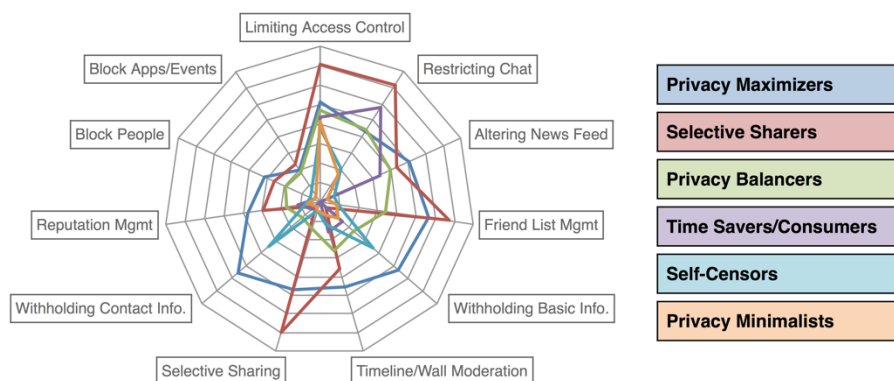 Limiting Access Control
Block Apps/Events
Restricting Chat
Block People
Altering News Feed
Reputation Mgmt
Friend List Mgmt
Withholding Contact Info.
Withholding Basic Info.
Selective Sharing
Timeline/Wall Moderation
Privacy Maximizers
Selective Sharers
Privacy Balancers
Time Savers/Consumers
Self-Censors
Privacy Minimalists